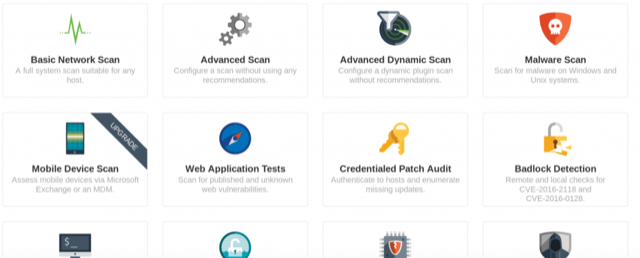 Basic Network Scan
A full system scan suitable for any
host.
Advanced Scan
Configure a scan without using any
recommendations.
Advanced Dynamic Scan
Configure a dynamic plugin scan
without recommendations.
Malware Scan
Scan for malware on Windows and
Unix systems.
UPGRADE
Mobile Device Scan
Assess mobile devices via Microsoft
Exchange or an MDM.
Web Application Tests
Scan for published and unknown
web vulnerabilities.
Credentialed Patch Audit
Authenticate to hosts and enumerate
missing updates.
Badlock Detection
Remote and local checks for
CVE-2016-2118 and
CVE-2016-0128.
$_